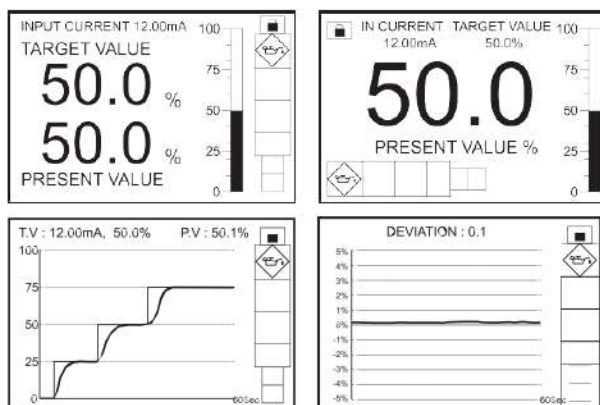 INPUT CURRENT 12.00mA
TARGET VALUE
50.0 %
50.0 %
PRESENT VALUE
100
75
50
25
0
IN CURRENT TARGET VALUE
12.00mA 50.0%
50.0
PRESENT VALUE %
100
75
50
25
0
T.V : 12.00mA, 50.0% P.V : 50.1%
100
75
50
25
0
60Sec
DEVIATION : 0.1
5%
4%
3%
2%
1%
0%
-1%
-2%
-3%
-4%
-5%
60Sec